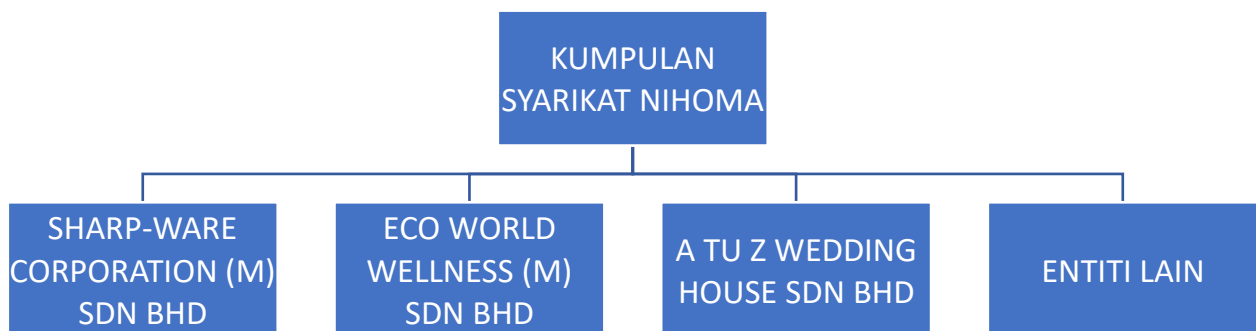 KUMPULAN
SYARIKAT NIHOMA
SHARP-WARE
CORPORATION (M)
SDN BHD
ECO WORLD
WELLNESS (M)
SDN BHD
A TU Z WEDDING
HOUSE SDN BHD
ENTITI LAIN